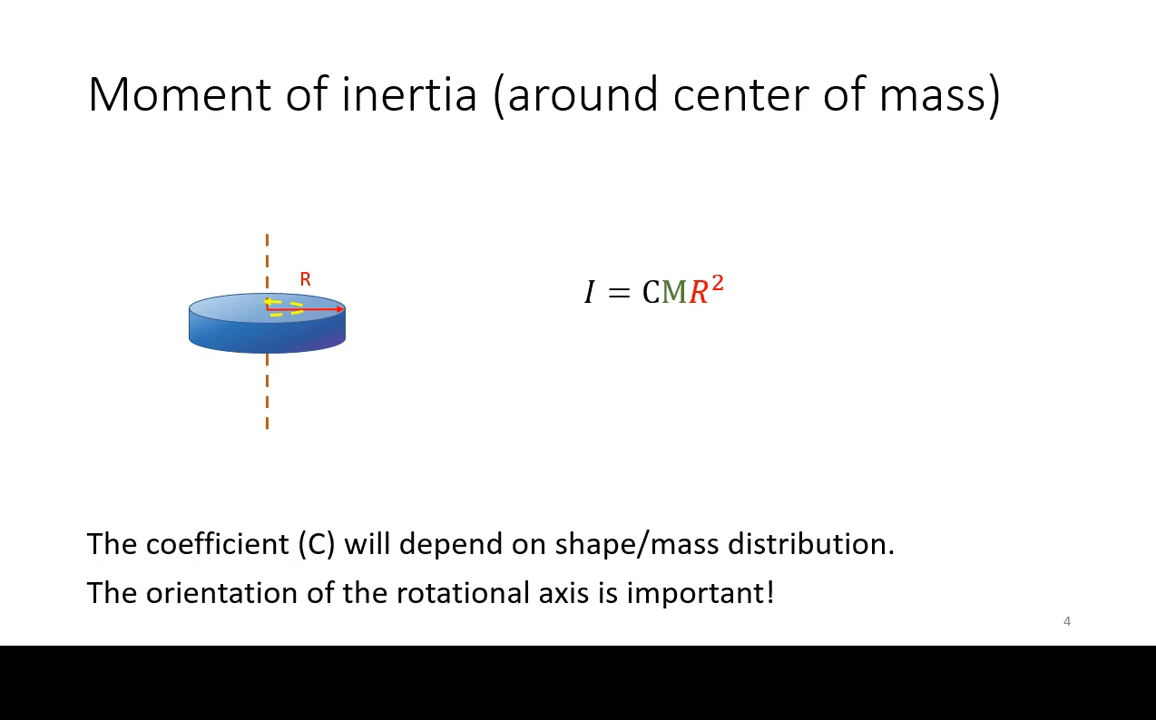 Moment of inertia (around center of mass)
R
I = CMR²
The coefficient (C) will depend on shape/mass distribution.
The orientation of the rotational axis is important!
4